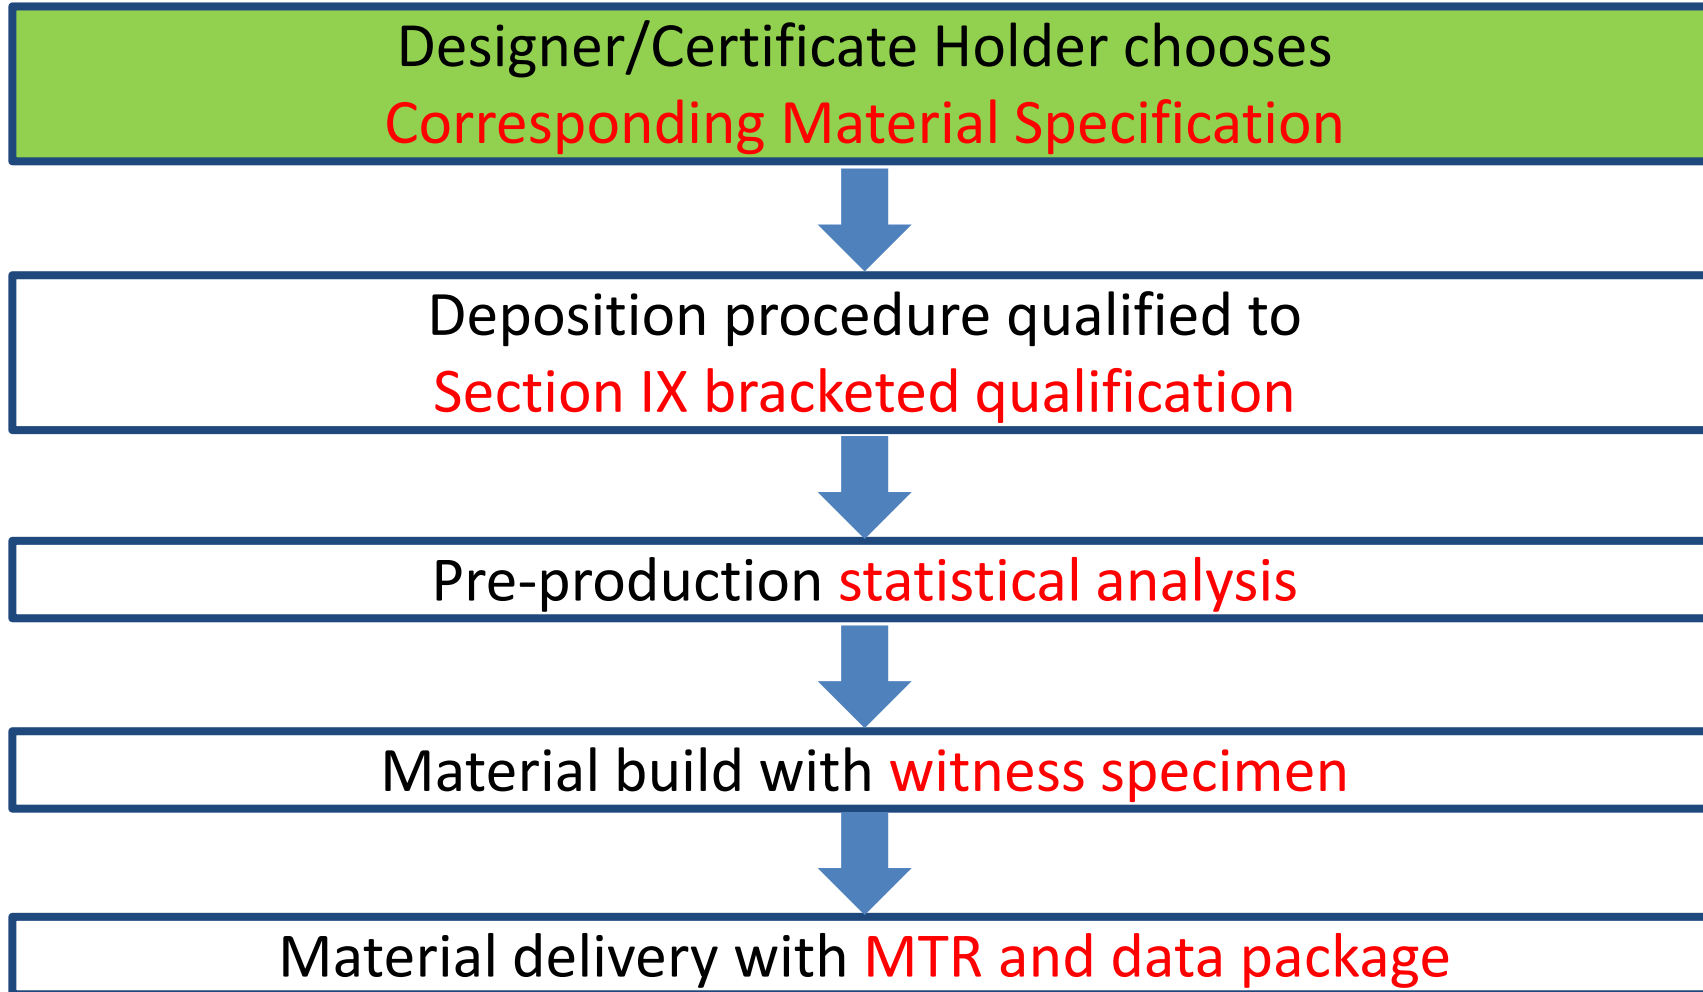 Designer/Certificate Holder chooses
Corresponding Material Specification
Deposition procedure qualified to
Section IX bracketed qualification
Pre-production statistical analysis
Material build with witness specimen
Material delivery with MTR and data package